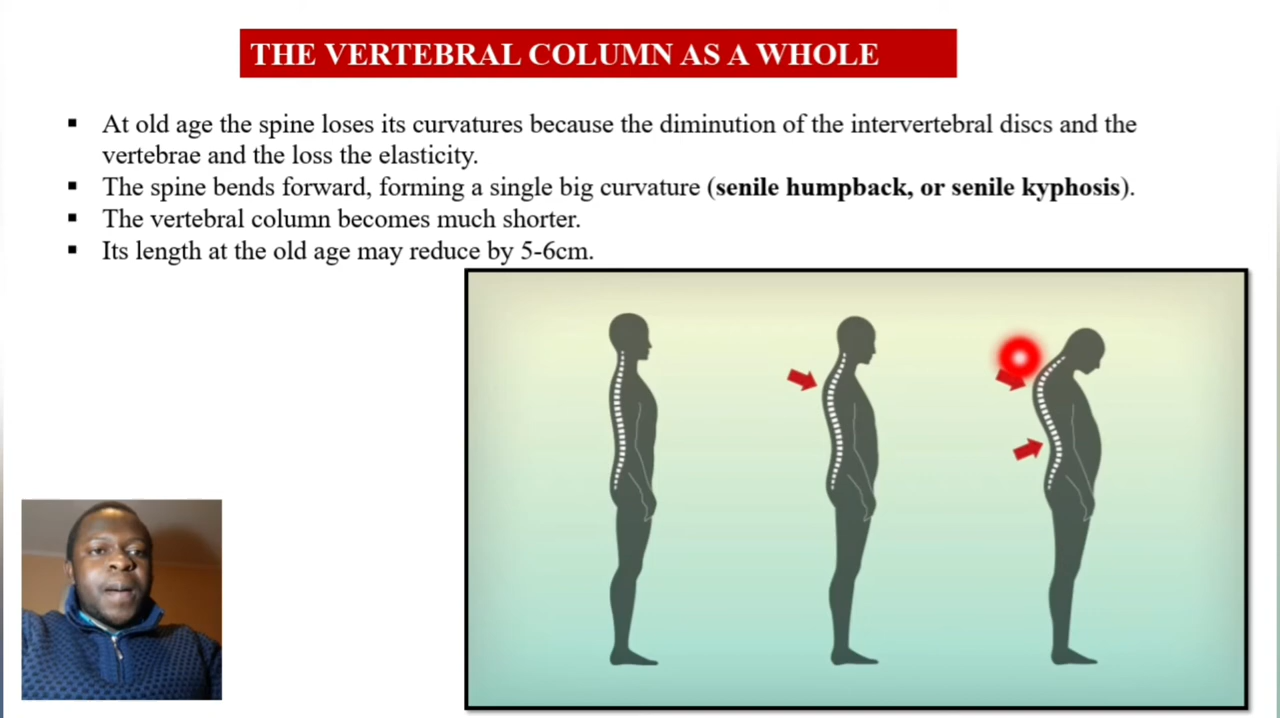 THE VERTEBRAL COLUMN AS A WHOLE
▪ At old age the spine loses its curvatures because the diminution of the intervertebral discs and the
vertebrae and the loss the elasticity.
▪ The spine bends forward, forming a single big curvature (senile humpback, or senile kyphosis).
▪ The vertebral column becomes much shorter.
▪ Its length at the old age may reduce by 5-6cm.